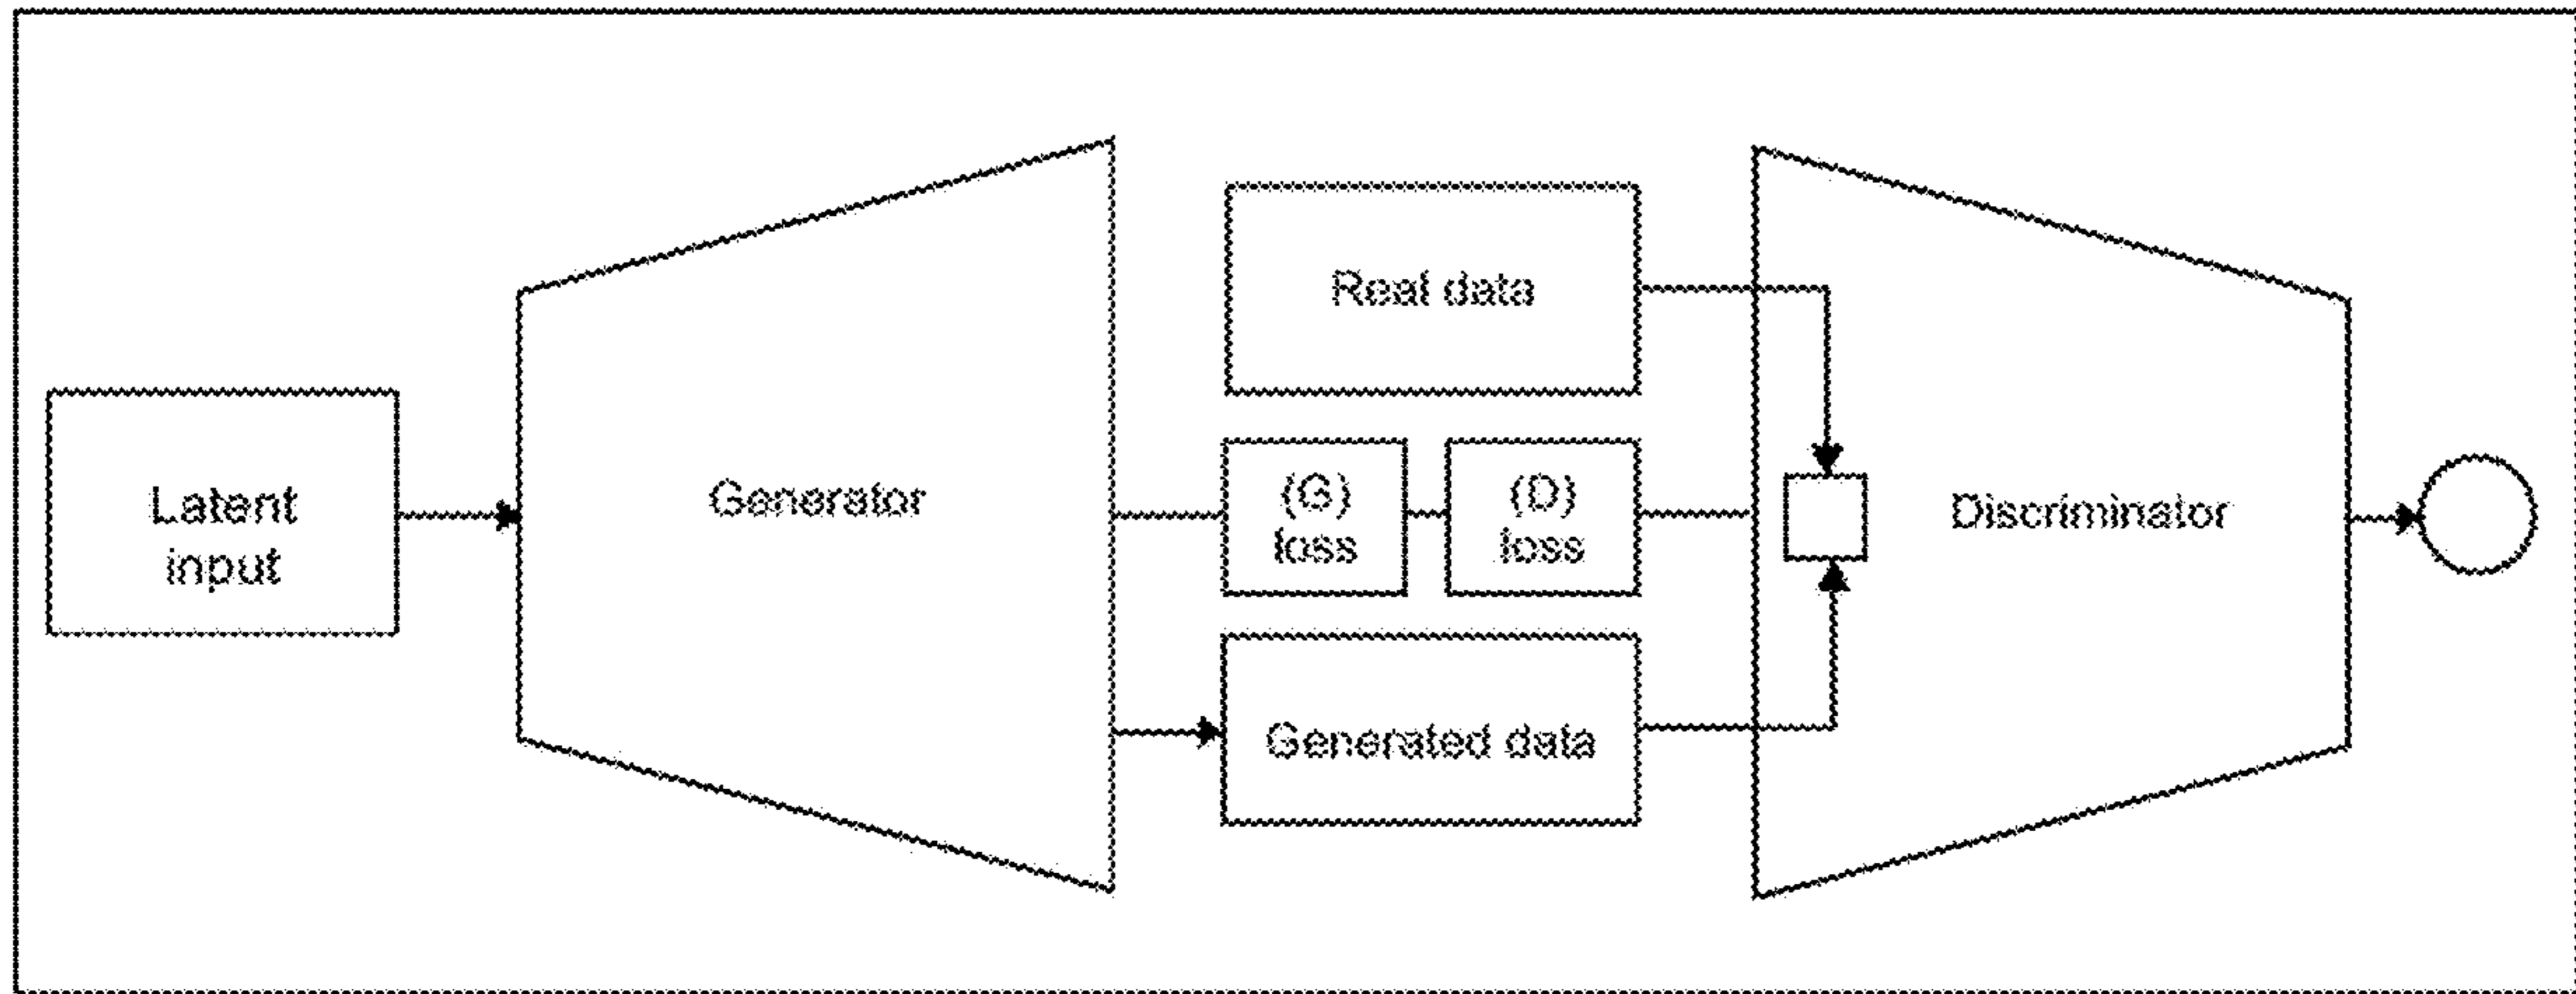 Latent
input
Generator
Real data
(G)
loss
(D)
loss
Generated data
Discriminator